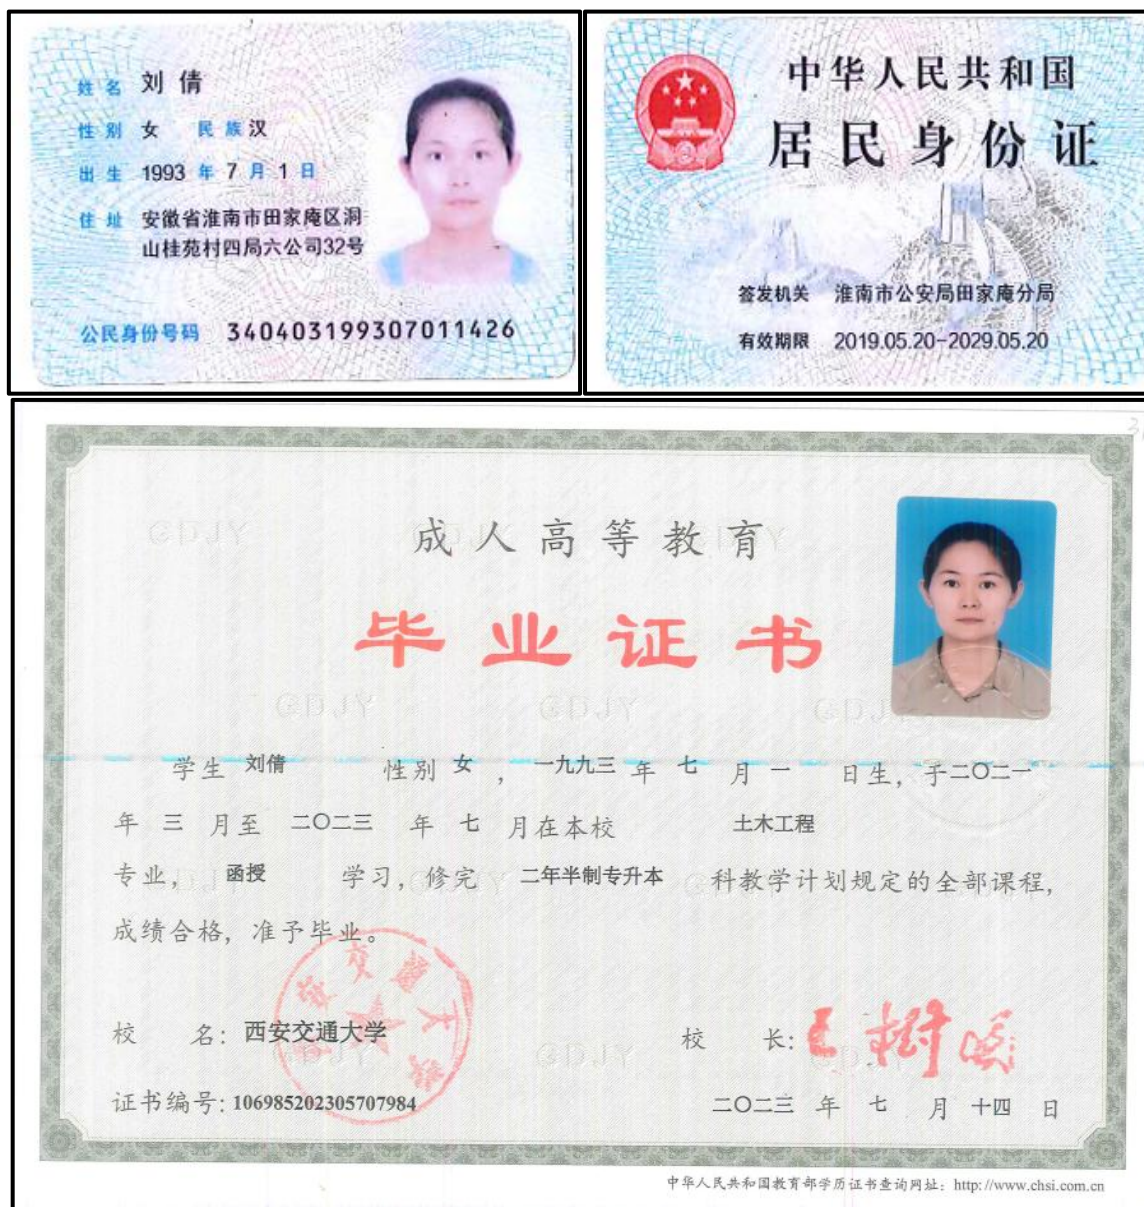 姓名 刘倩
性别 女 民族 汉
出生 1993 年 7 月 1 日
住址 安徽省淮南市田家庵区洞
山桂苑村四局六公司32号
公民身份号码 340403199307011426
中华人民共和国
居民身份证
签发机关 淮南市公安局田家庵分局
有效期限 2019.05.20-2029.05.20
成人高等教育
毕业证书
学生 刘倩 性别 女 ，一九九三 年 七 月 一 日生，于二〇二一
年 三 月至 二〇二三 年 七 月在本校 土木工程
专业， 函授 学习，修完 二年半制专升本 科教学计划规定的全部课程，
成绩合格，准予毕业。
校 名：西安交通大学
校 长：王树国
证书编号：106985202305707984
二〇二三 年 七 月 十四 日
中华人民共和国教育部学历证书查询网址：http://www.chsi.com.cn